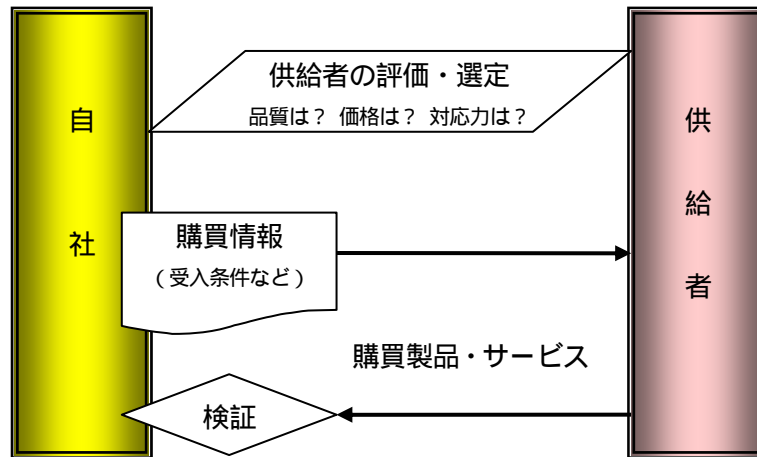 自社
供給者の評価・選定
品質は? 価格は? 対応力は?
供給者
購買情報
(受入条件など)
購買製品・サービス
検証